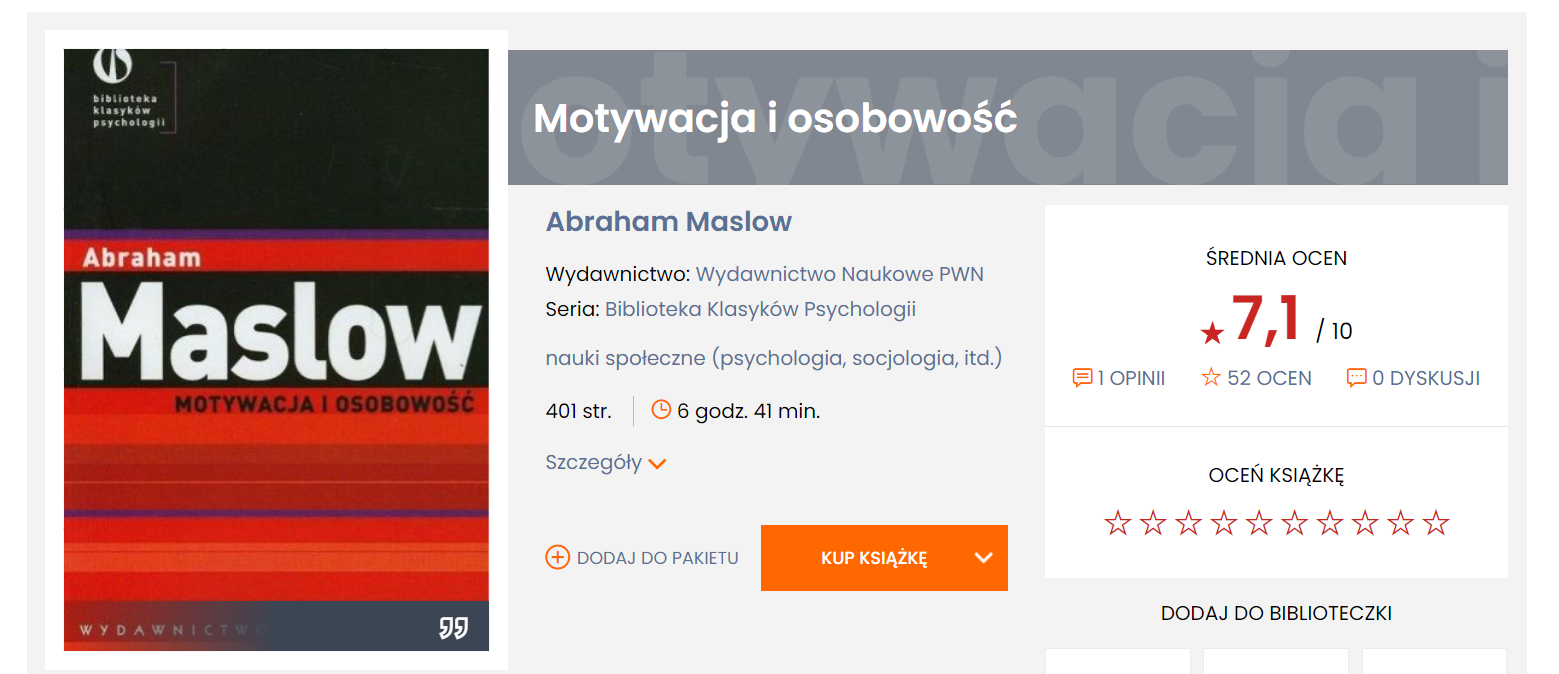 biblioteka
klasyków
psychologii
Abraham
Maslow
MOTYWACJA I OSOBOWOŚĆ
WYDAWNICTWO
otywacja i
Motywacja i osobowość
Abraham Maslow
Wydawnictwo: Wydawnictwo Naukowe PWN
Seria: Biblioteka Klasyków Psychologii
nauki społeczne (psychologia, socjologia, itd.)
401 str. 6 godz. 41 min.
Szczegóły
DODAJ DO PAKIETU
KUP KSIĄŻKĘ
ŚREDNIA OCEN
7,1 / 10
1 OPINII 52 OCEN 0 DYSKUSJI
OCEŃ KSIĄŻKĘ
DODAJ DO BIBLIOTECZKI